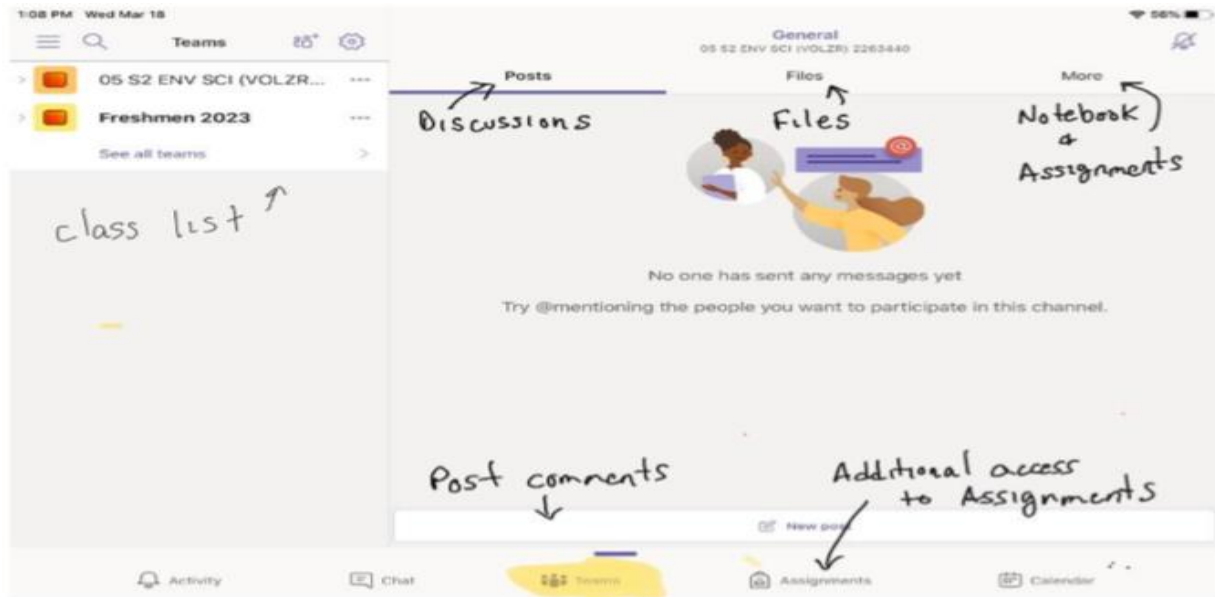 1:08 PM Wed Mar 18
56%
Teams
General
05 S2 ENV SCI (VOLZR) 2263440
05 S2 ENV SCI (VOLZR...
Freshmen 2023
See all teams
class list
Posts
Files
More
Discussions
Files
Notebook
&
Assignments
No one has sent any messages yet
Try @mentioning the people you want to participate in this channel.
Post comments
Additional access
to Assignments
New post
Activity
Chat
Teams
Assignments
Calendar